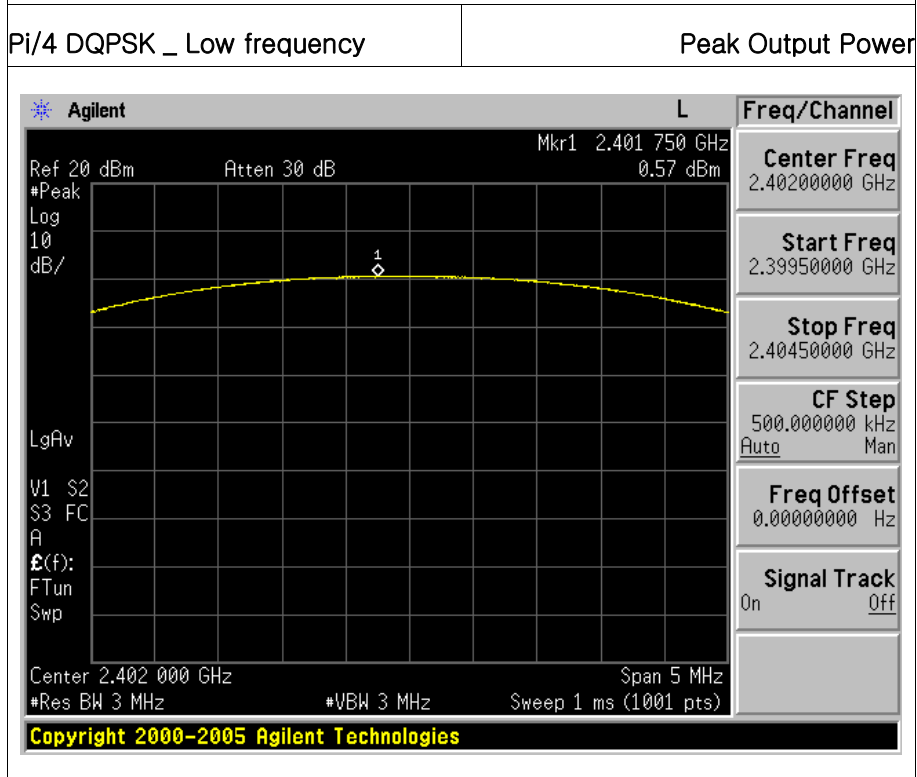 Pi/4 DQPSK _ Low frequency
Peak Output Power
Agilent
L
Mkr1 2.401 750 GHz
Ref 20 dBm Atten 30 dB 0.57 dBm
#Peak
Log
10
dB/
1
LgAv
V1 S2
S3 FC
A
£(f):
FTun
Swp
Center 2.402 000 GHz Span 5 MHz
#Res BW 3 MHz #VBW 3 MHz Sweep 1 ms (1001 pts)
Copyright 2000-2005 Agilent Technologies
Freq/Channel
Center Freq
2.40200000 GHz
Start Freq
2.39950000 GHz
Stop Freq
2.40450000 GHz
CF Step
500.000000 kHz
Auto Man
Freq Offset
0.00000000 Hz
Signal Track
On Off